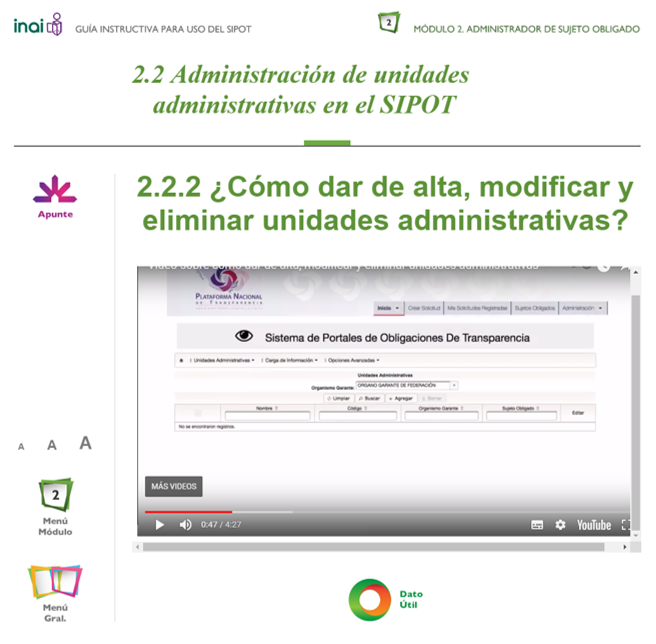 inai
GUÍA INSTRUCTIVA PARA USO DEL SIPOT
2
MÓDULO 2. ADMINISTRADOR DE SUJETO OBLIGADO
2.2 Administración de unidades
administrativas en el SIPOT
Apunte
2.2.2 ¿Cómo dar de alta, modificar y
eliminar unidades administrativas?
Video sobre cómo dar de alta, modificar y eliminar unidades administrativas
PLATAFORMA NACIONAL
DE TRANSPARENCIA
Inicio
Crear Solicitud
Mis Solicitudes Registradas
Sujetos Obligados
Administración
Sistema de Portales de Obligaciones De Transparencia
Unidades Administrativas
Carga de Información
Opciones Avanzadas
Unidades Administrativas
Organismo Garante: ORGANO GARANTE DE FEDERACIÓN
Limpiar
Buscar
Agregar
Borrar
Nombre
Código
Organismo Garante
Sujeto Obligado
Editar
No se encontraron registros.
MÁS VIDEOS
0:47 / 4:27
YouTube
A A A
2
Menú
Módulo
Menú
Gral.
Dato
Útil